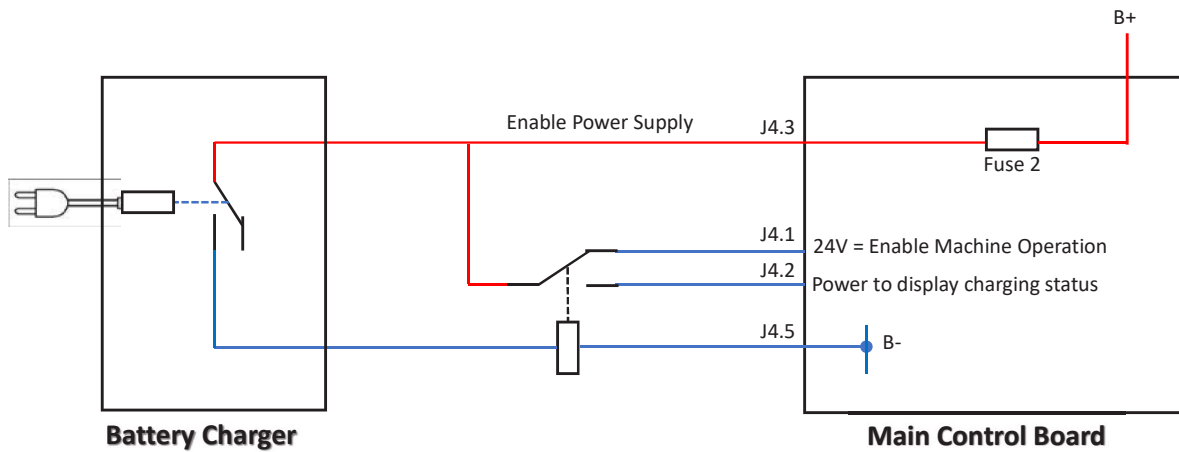 B+
Enable Power Supply
J4.3
Fuse 2
J4.1
24V = Enable Machine Operation
J4.2
Power to display charging status
J4.5
B-
Battery Charger
Main Control Board